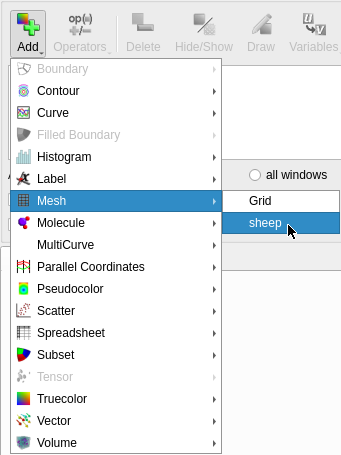 Add
Operators
Delete
Hide/Show
Draw
Variables
Boundary
Contour
Curve
Filled Boundary
Histogram
Label
all windows
Mesh
Grid
Molecule
sheep
MultiCurve
Parallel Coordinates
Pseudocolor
Scatter
Spreadsheet
Subset
Tensor
Truecolor
Vector
Volume